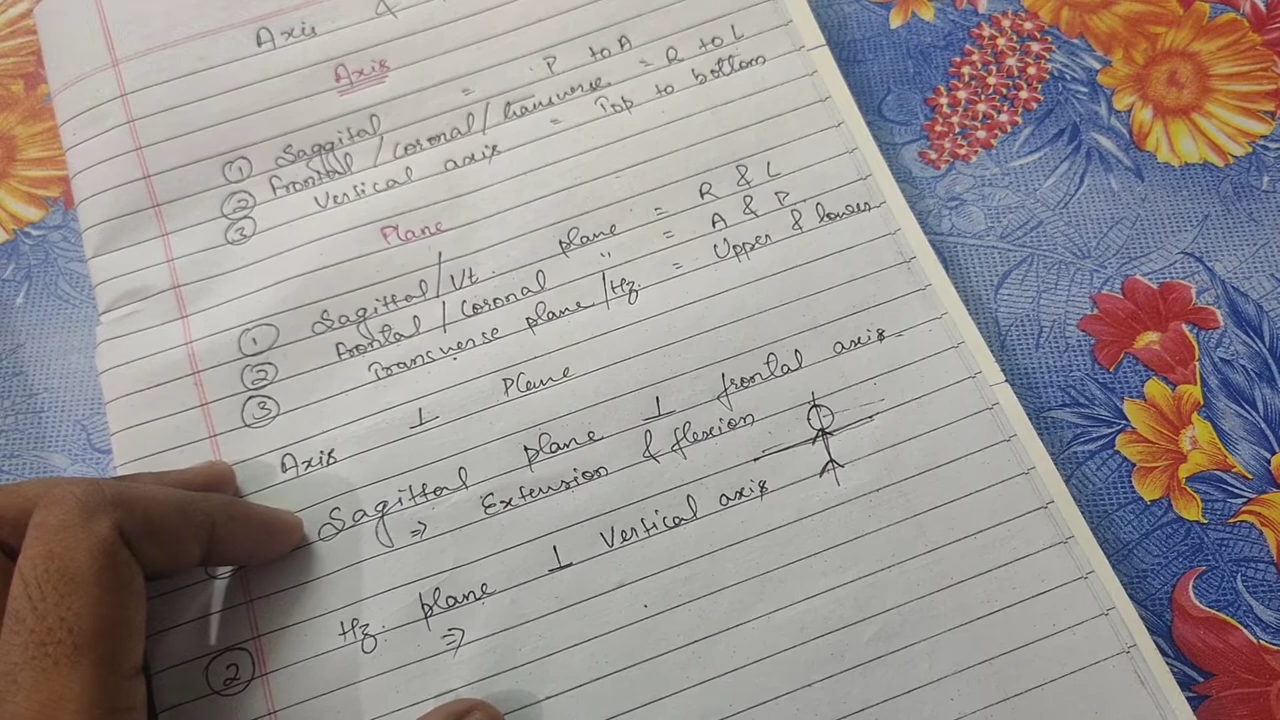 Axis &
Axis
① Saggital = P to A
② frontal / Coronal / transverse = R to L
③ Vertical axis = Top to bottom
Plane
① Sagittal/Vt. plane = R & L
② frontal / Coronal " = A & P
③ Transverse plane /Hz. = Upper & lower
Axis ⊥ Plane
Sagittal plane ⊥ frontal axis
⇒ Extension & flexion
② Hz. plane ⊥ Vertical axis
⇒